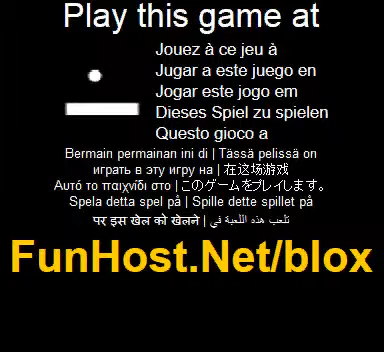 Play this game at
Jouez à ce jeu à
Jugar a este juego en
Jogar este jogo em
Dieses Spiel zu spielen
Questo gioco a
Bermain permainan ini di | Tässä pelissä on
играть в эту игру на | 在这场游戏
Αυτό το παιχνίδι στο | このゲームをプレイします。
Spela detta spel på | Spille dette spillet på
पर इस खेल को खेलने | تلعب هذه اللعبة في
FunHost.Net/blox